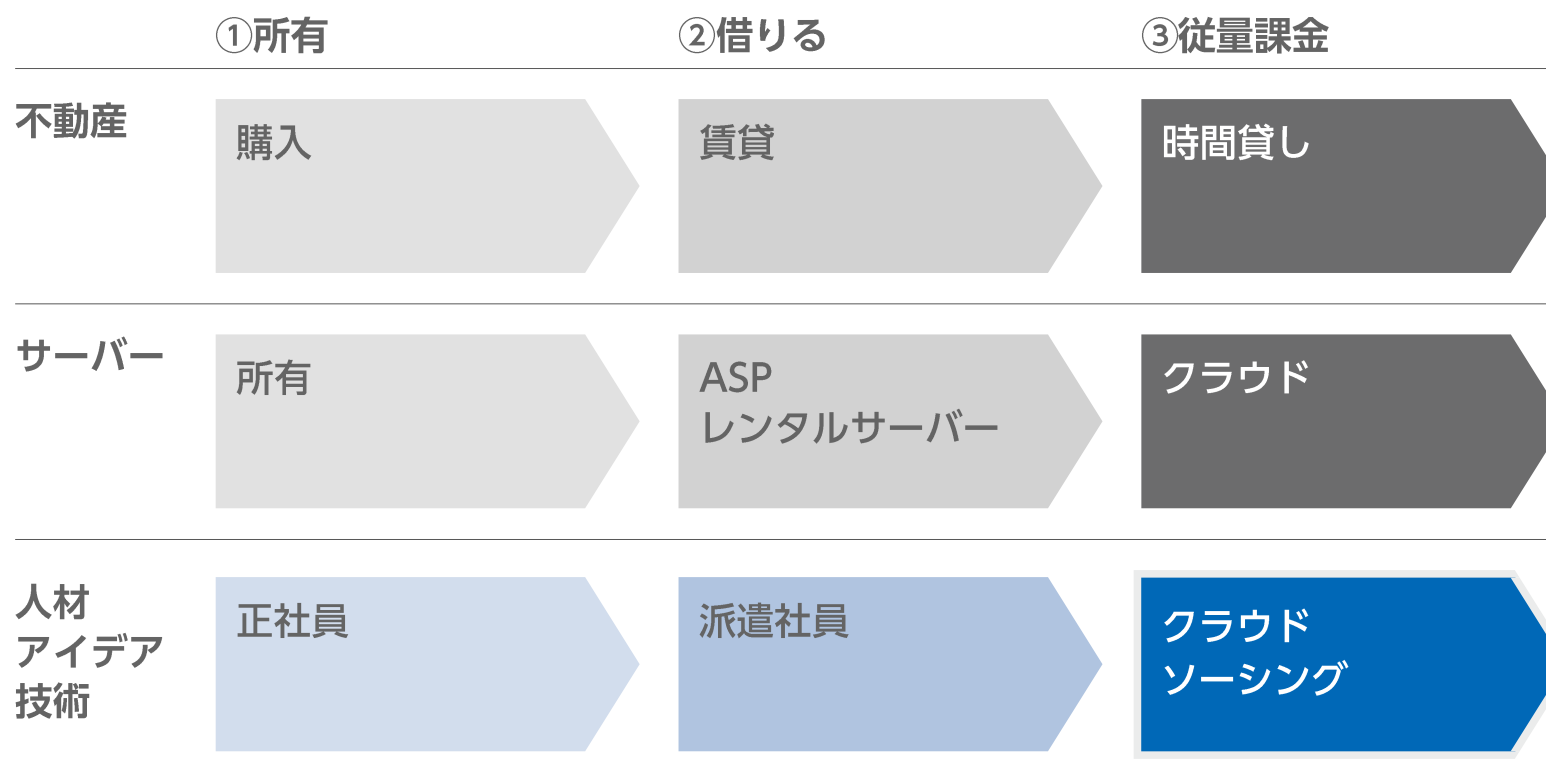 ①所有
②借りる
③従量課金
不動産
購入
賃貸
時間貸し
サーバー
所有
ASP
レンタルサーバー
クラウド
人材
アイデア
技術
正社員
派遣社員
クラウド
ソーシング